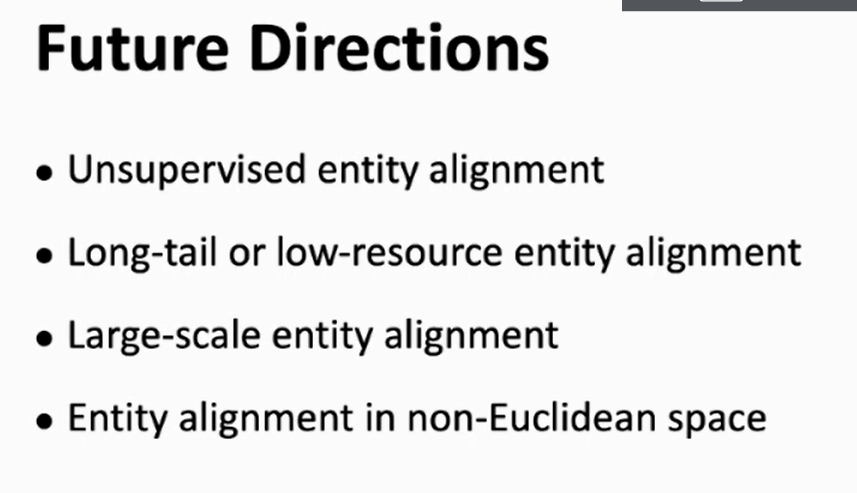 Future Directions
• Unsupervised entity alignment
• Long-tail or low-resource entity alignment
• Large-scale entity alignment
• Entity alignment in non-Euclidean space